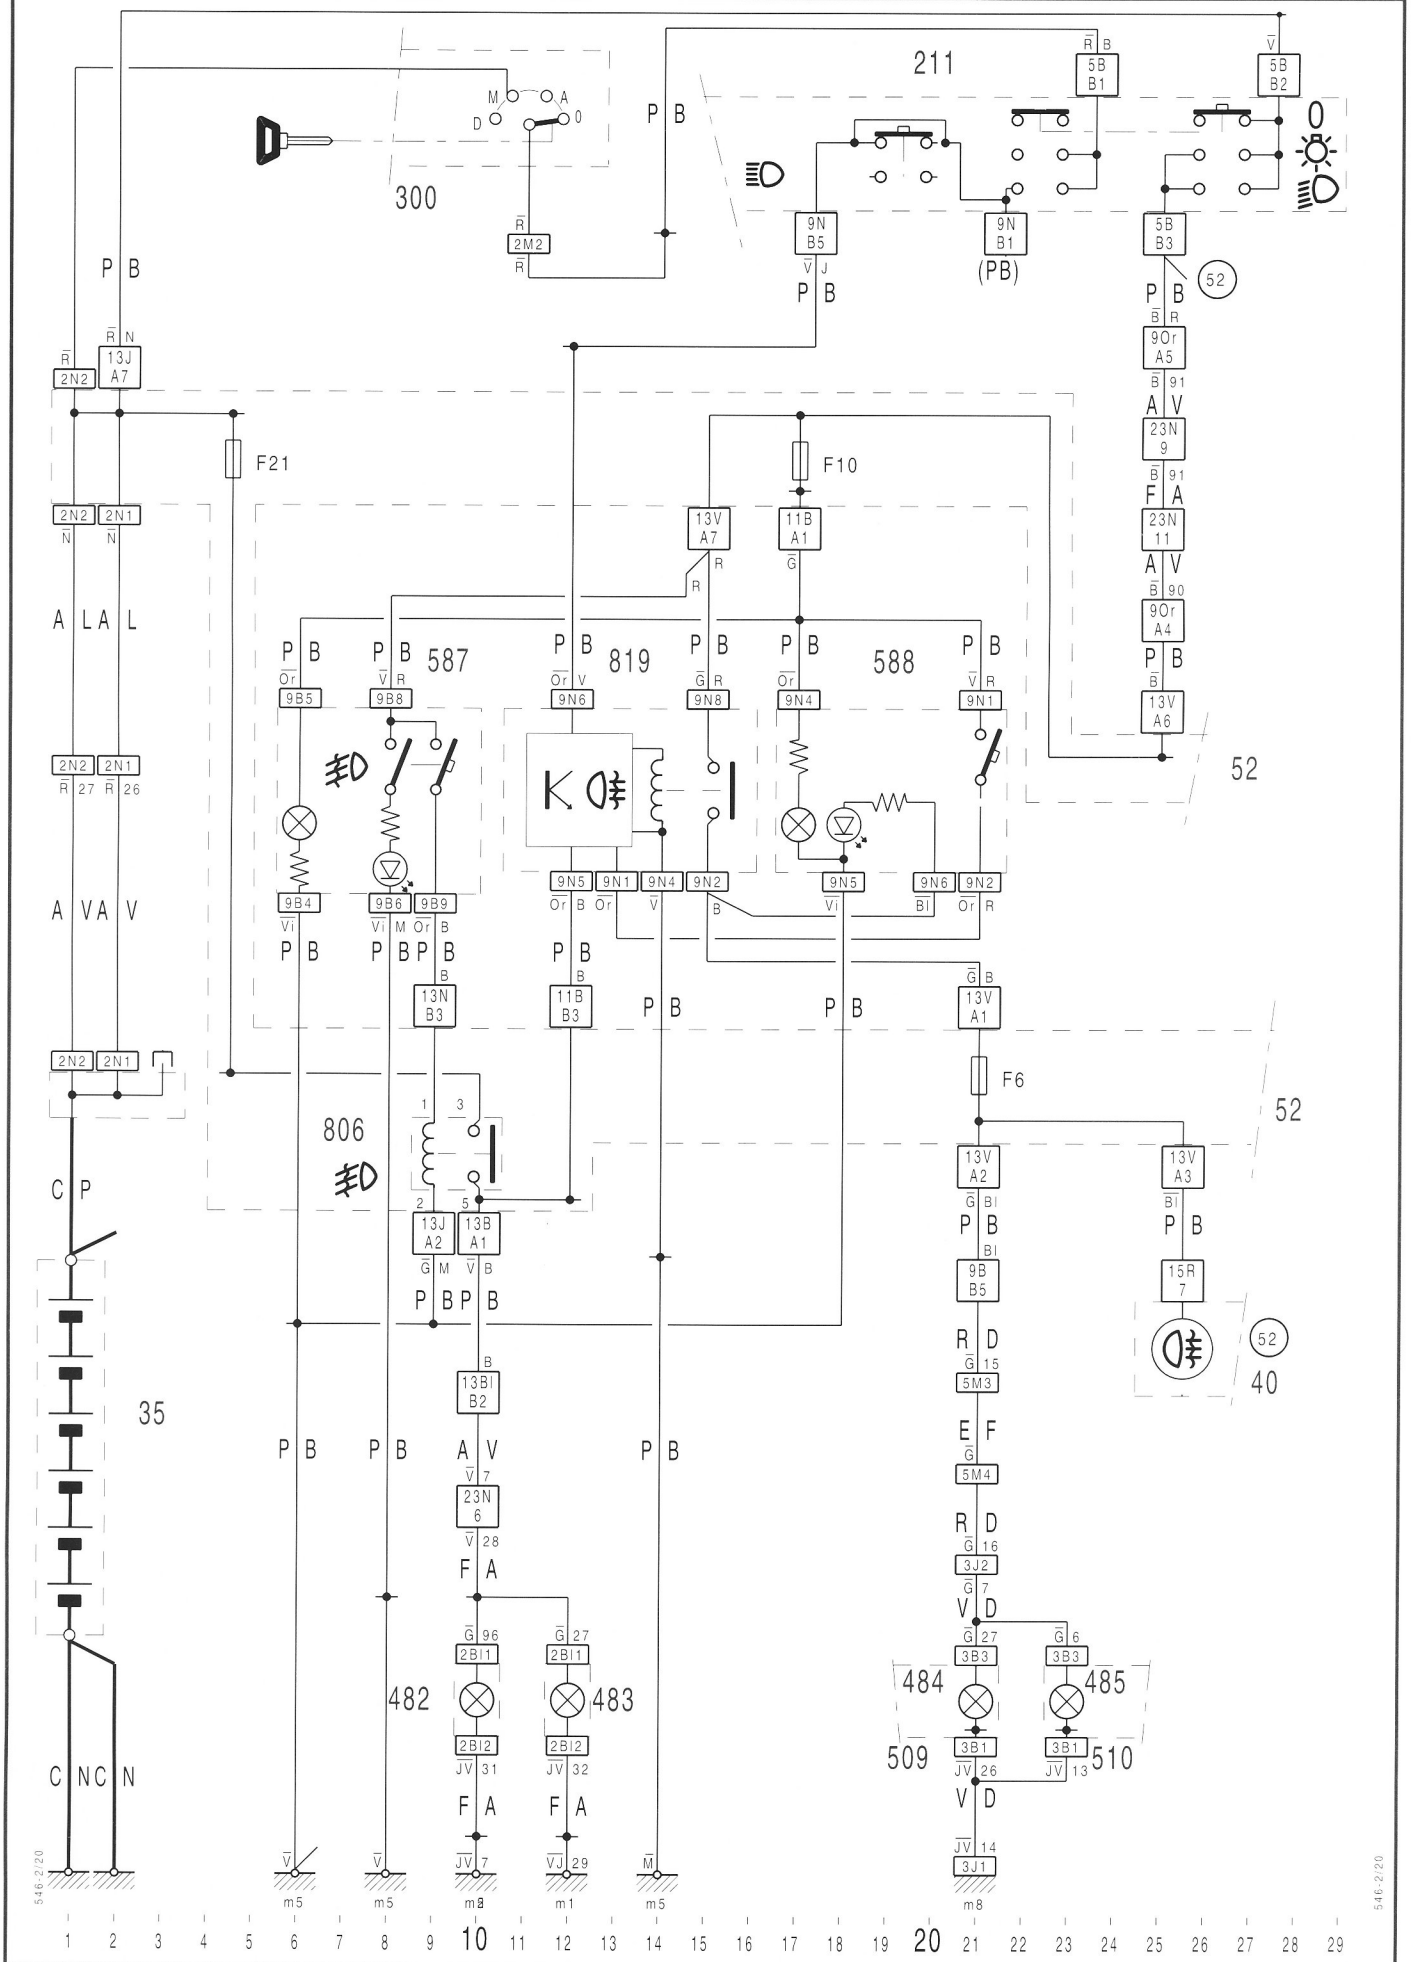 211
R B
5B
B1
V
5B
B2
M A
D 0
300
P B
R
2M2
R
0
9N
B5
V J
P B
9N
B1
(PB)
5B
B3
52
P B
B R
9Or
A5
B 91
A V
23N
9
B 91
F A
23N
11
A V
B 90
9Or
A4
P B
B
13V
A6
52
P B
R N
R
2N2
13J
A7
F21
F10
2N2 2N1
N N
13V
A7
R
R
11B
A1
G
A L A L
P B
Or
9B5
P B
V R
9B8
587
P B
Or V
9N6
819
P B
G R
9N8
P B
Or
9N4
588
P B
V R
9N1
2N2 2N1
R 27 R 26
K
A V A V
9B4
Vi
P B
9B6
Vi M
P B
9B9
Or B
P B
9N5
Or B
P B
9N1
Or
9N4
V
9N2
B
9N5
Vi
9N6
Bl
9N2
Or R
B
13N
B3
B
11B
B3
P B
P B
G B
13V
A1
2N2 2N1
F6
52
806
1 3
2 5
C P
13J
A2
G M
P B
13B
A1
V B
P B
13V
A2
G Bl
P B
Bl
9B
B5
13V
A3
Bl
P B
15R
7
52
40
R D
G 15
5M3
E F
G
5M4
R D
G 16
3J2
G 7
V D
35
B
13Bl
B2
P B
P B
A V
V 7
23N
6
V 28
F A
P B
G 96
2Bl1
G 27
2Bl1
482
483
2Bl2
JV 31
F A
2Bl2
JV 32
F A
G 27
3B3
G 6
3B3
484
485
509
3B1
JV 26
V D
3B1
JV 13
510
C N C N
V
m5
V
m5
JV 7
VJ 29
m1
M
m5
JV 14
3J1
m8
546-2/20
546-2/20
1 2 3 4 5 6 7 8 9 10 11 12 13 14 15 16 17 18 19 20 21 22 23 24 25 26 27 28 29